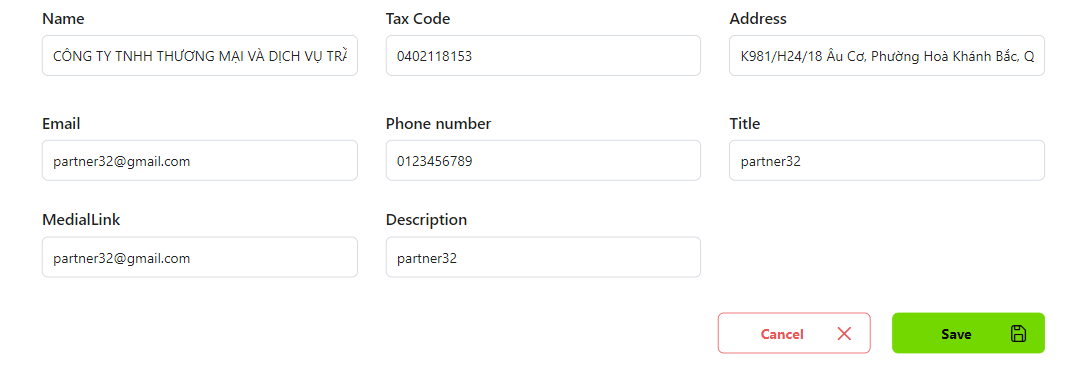 Name
Tax Code
Address
CÔNG TY TNHH THƯƠNG MẠI VÀ DỊCH VỤ
0402118153
K981/H24/18 Âu Cơ, Phường Hoà Khánh Bắc, Q
Email
Phone number
Title
partner32@gmail.com
0123456789
partner32
MedialLink
Description
partner32@gmail.com
partner32
Cancel
Save